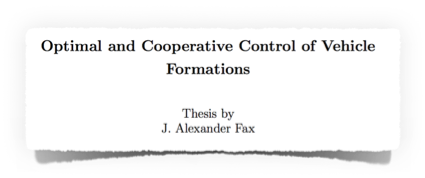 Optimal and Cooperative Control of Vehicle
Formations
Thesis by
J. Alexander Fax